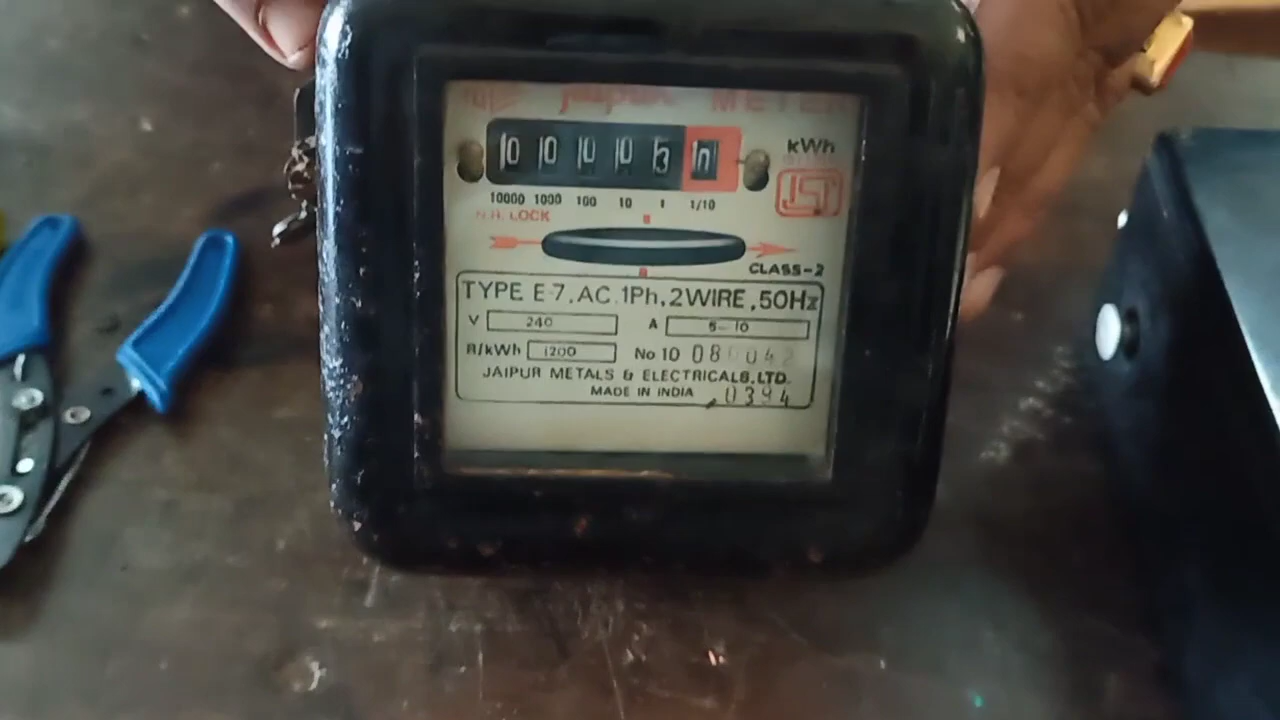 Jaipur METER
0 0 0 0 3
kWh
10000 1000 100 10 1 1/10
N.R. LOCK
CLASS-2
TYPE E-7, AC, 1Ph, 2WIRE, 50Hz
V 240 A 5-10
R/kWh 1200 No 10
JAIPUR METALS & ELECTRICALS, LTD.
MADE IN INDIA 0394